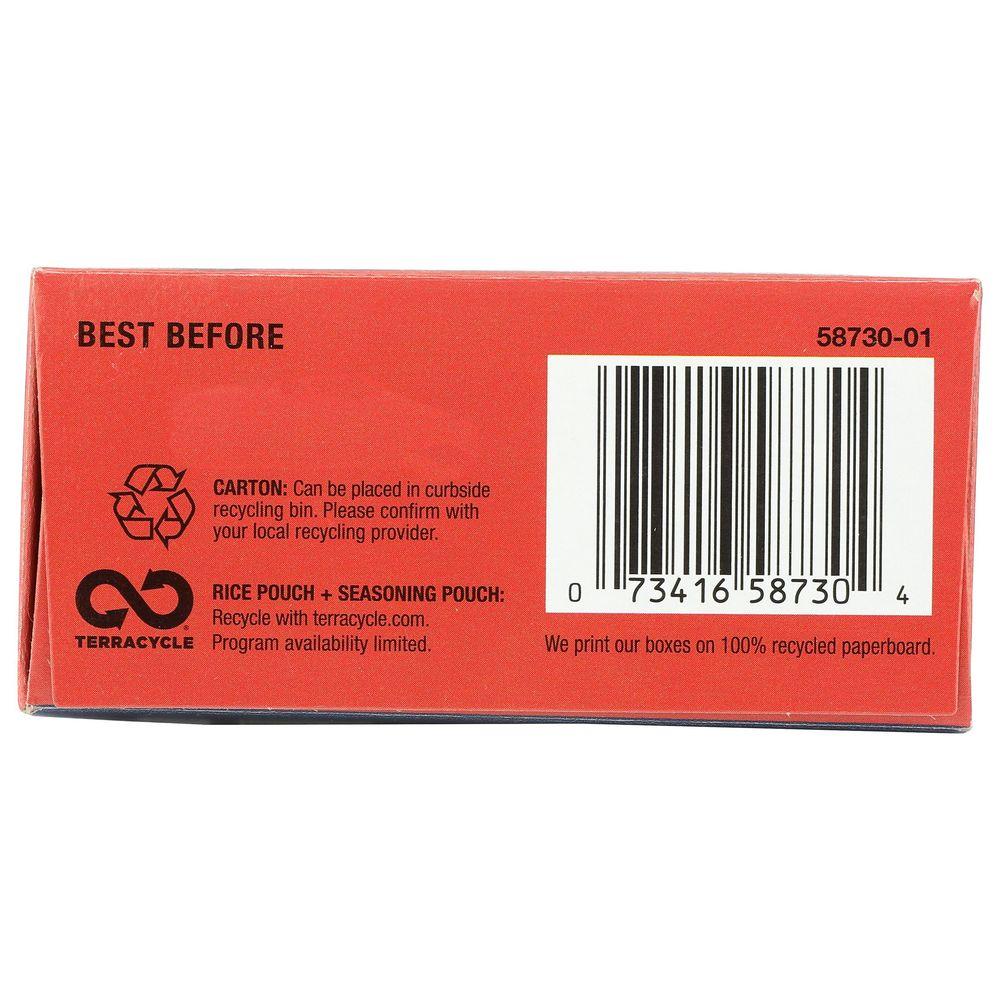 BEST BEFORE
58730-01
CARTON: Can be placed in curbside
recycling bin. Please confirm with
your local recycling provider.
TERRACYCLE®
RICE POUCH + SEASONING POUCH:
Recycle with terracycle.com.
Program availability limited.
0 73416 58730 4
We print our boxes on 100% recycled paperboard.